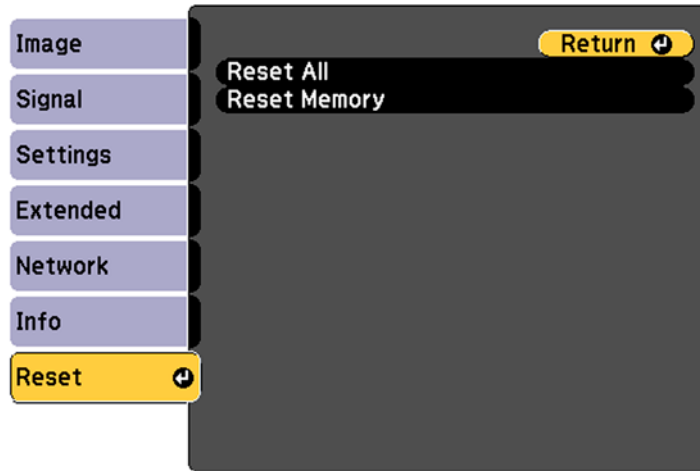 Image
Signal
Settings
Extended
Network
Info
Reset
Return
Reset All
Reset Memory